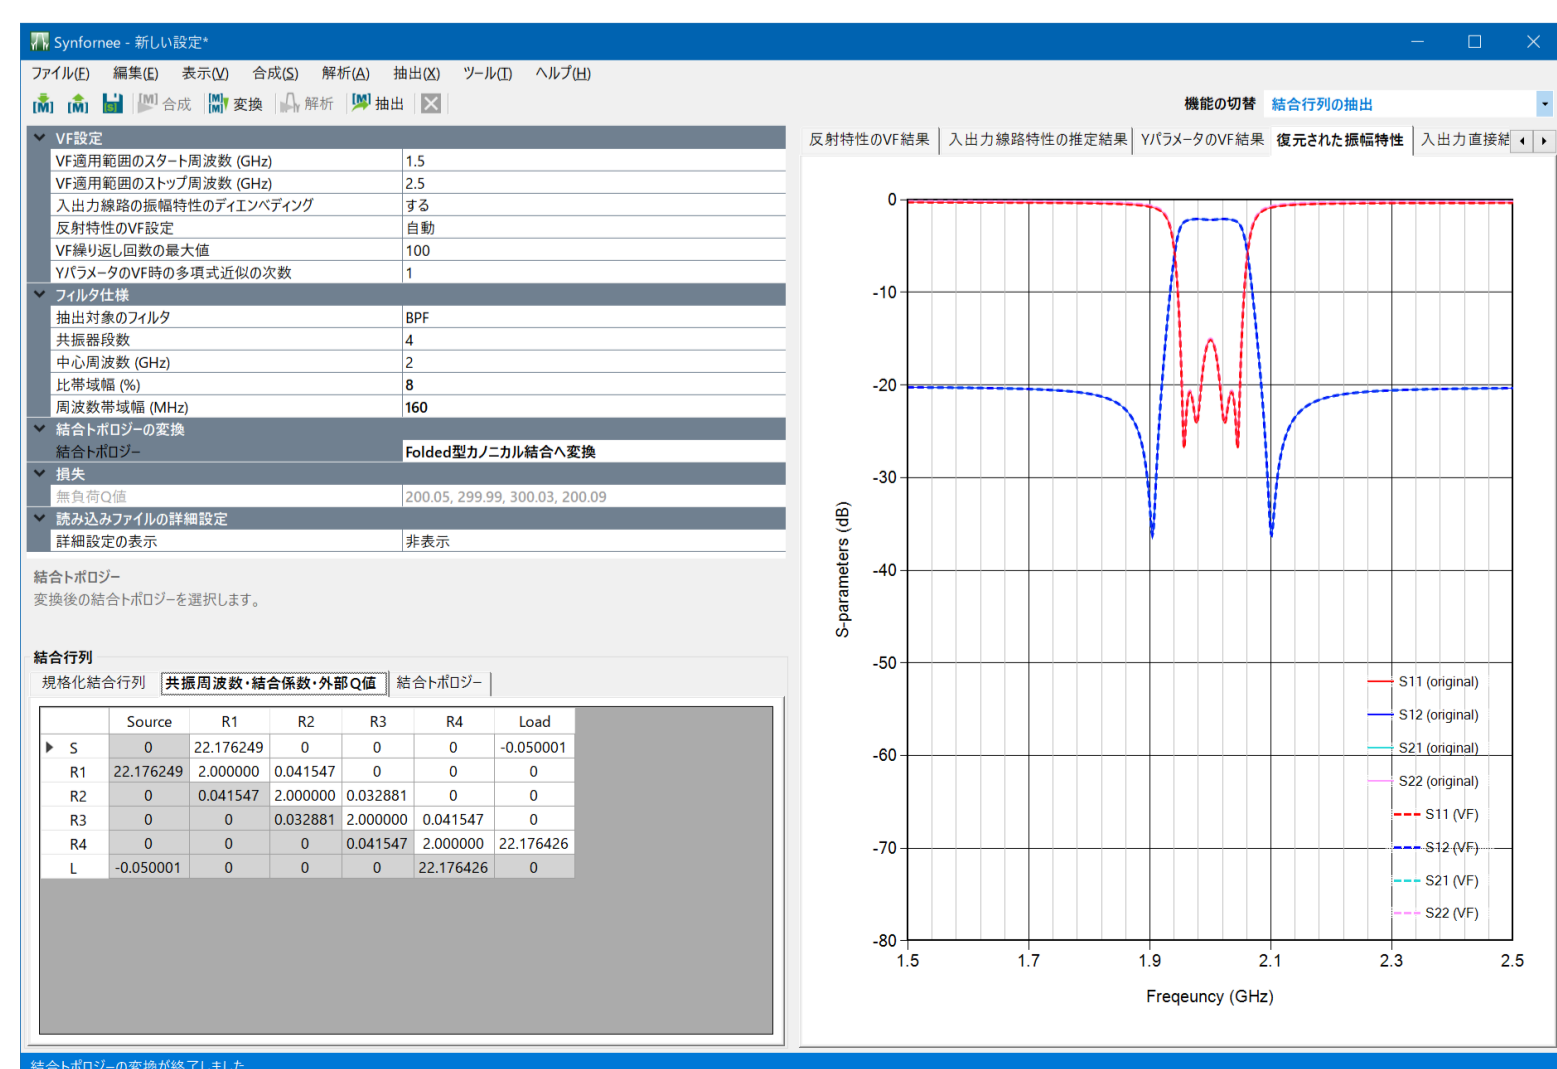 Synfornee - 新しい設定*
ファイル(F) 編集(E) 表示(V) 合成(S) 解析(A) 抽出(X) ツール(T) ヘルプ(H)
合成 変換 解析 抽出
機能の切替 結合行列の抽出
VF設定
VF適用範囲のスタート周波数 (GHz) 1.5
VF適用範囲のストップ周波数 (GHz) 2.5
入出力線路の振幅特性のディエンベディング する
反射特性のVF設定 自動
VF繰り返し回数の最大値 100
YパラメータのVF時の多項式近似の次数 1
フィルタ仕様
抽出対象のフィルタ BPF
共振器段数 4
中心周波数 (GHz) 2
比帯域幅 (%) 8
周波数帯域幅 (MHz) 160
結合トポロジーの変換
結合トポロジー Folded型カノニカル結合へ変換
損失
無負荷Q値 200.05, 299.99, 300.03, 200.09
読み込みファイルの詳細設定
詳細設定の表示 非表示
結合トポロジー
変換後の結合トポロジーを選択します。
結合行列
規格化結合行列 共振周波数・結合係数・外部Q値 結合トポロジー
Source R1 R2 R3 R4 Load
S 0 22.176249 0 0 0 -0.050001
R1 22.176249 2.000000 0.041547 0 0 0
R2 0 0.041547 2.000000 0.032881 0 0
R3 0 0 0.032881 2.000000 0.041547 0
R4 0 0 0 0.041547 2.000000 22.176426
L -0.050001 0 0 0 22.176426 0
反射特性のVF結果 入出力線路特性の推定結果 YパラメータのVF結果 復元された振幅特性 入出力直接結
0
-10
-20
-30
-40
-50
-60
-70
-80
S-parameters (dB)
S11 (original)
S12 (original)
S21 (original)
S22 (original)
S11 (VF)
S12 (VF)
S21 (VF)
S22 (VF)
1.5 1.7 1.9 2.1 2.3 2.5
Freqeuncy (GHz)
結合トポロジーの変換が終了しました